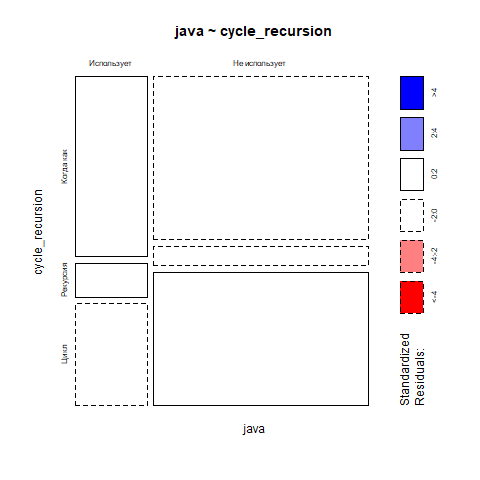 java ~ cycle_recursion
Использует
Не использует
Когда как
Рекурсия
Цикл
cycle_recursion
java
>4
2:4
0:2
-2:0
-4:-2
<-4
Standardized
Residuals: